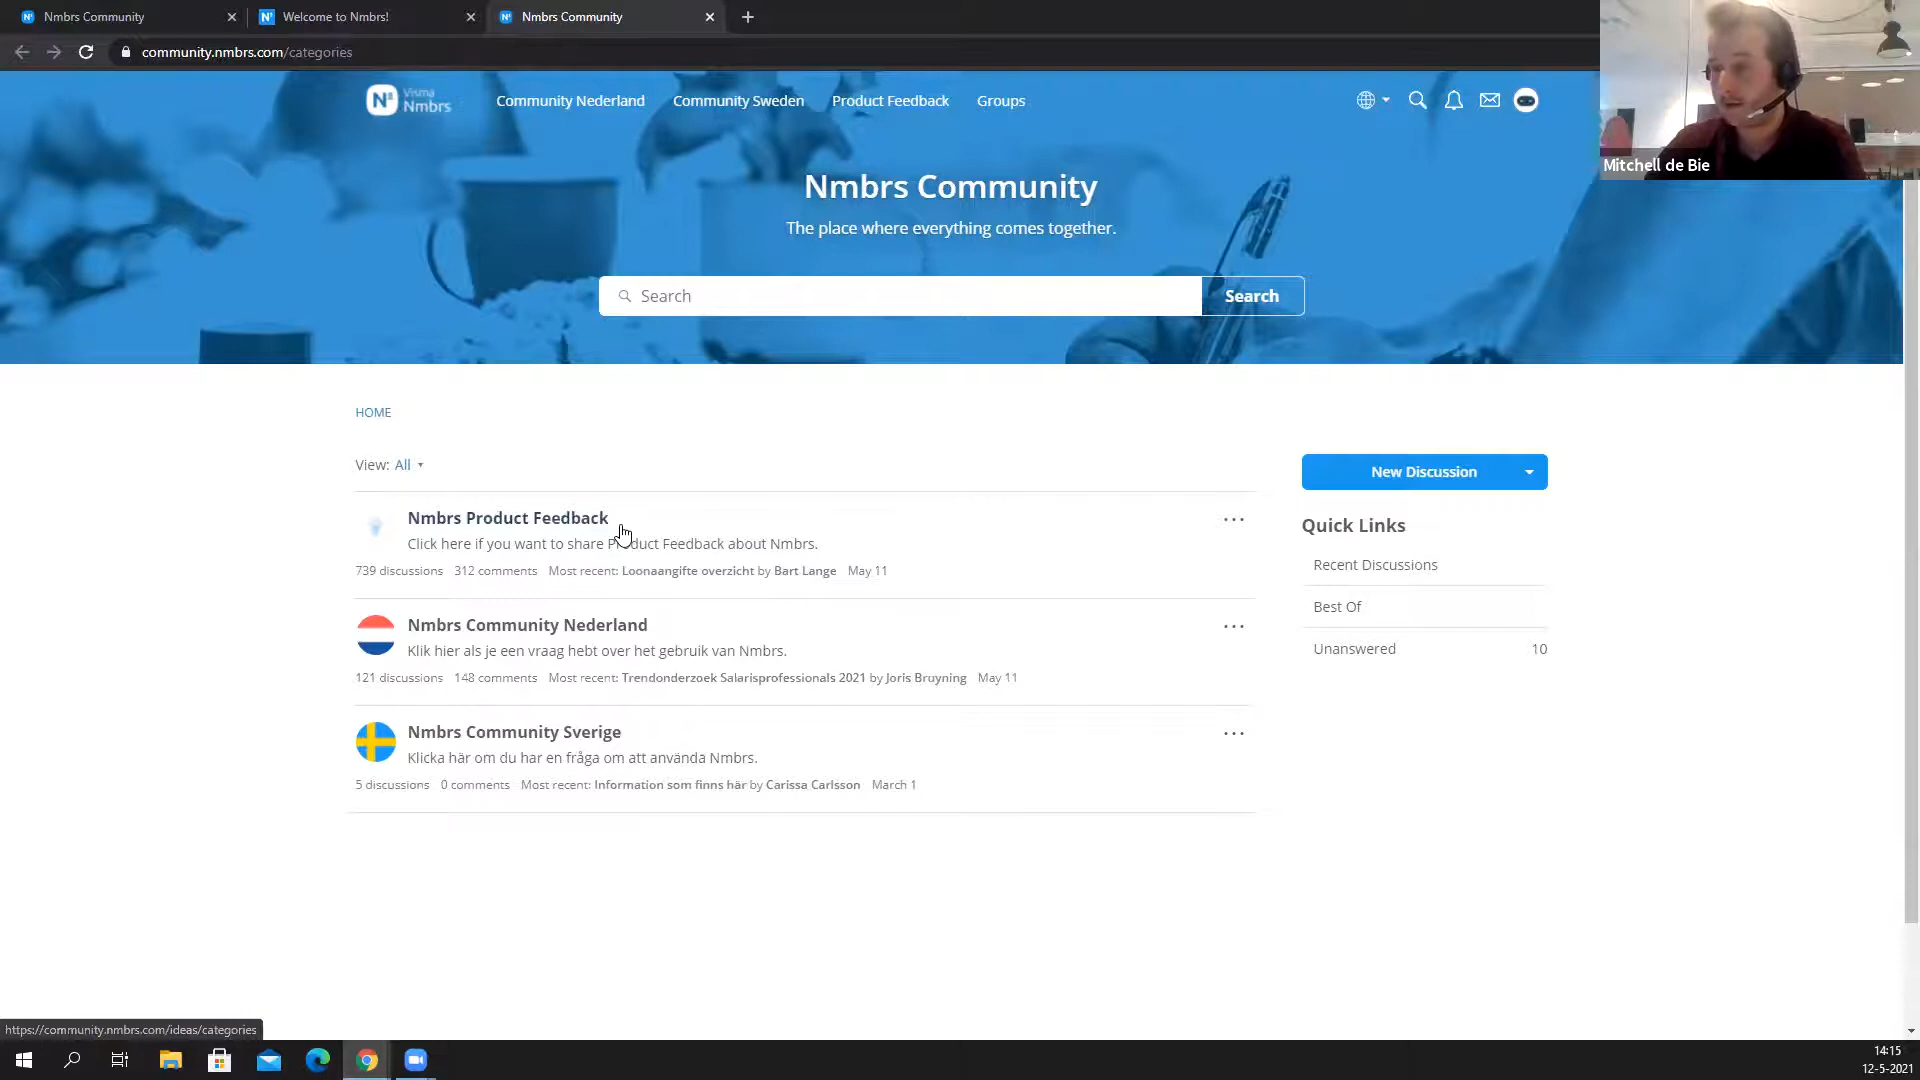 Nmbrs Community
Welcome to Nmbrs!
Nmbrs Community
community.nmbrs.com/categories
Visma
Nmbrs
Community Nederland
Community Sweden
Product Feedback
Groups
Mitchell de Bie
Nmbrs Community
The place where everything comes together.
Search
Search
HOME
View: All
New Discussion
Nmbrs Product Feedback
Click here if you want to share Product Feedback about Nmbrs.
739 discussions 312 comments Most recent: Loonaangifte overzicht by Bart Lange May 11
Nmbrs Community Nederland
Klik hier als je een vraag hebt over het gebruik van Nmbrs.
121 discussions 148 comments Most recent: Trendonderzoek Salarisprofessionals 2021 by Joris Bruyning May 11
Nmbrs Community Sverige
Klicka här om du har en fråga om att använda Nmbrs.
5 discussions 0 comments Most recent: Information som finns här by Carissa Carlsson March 1
Quick Links
Recent Discussions
Best Of
Unanswered 10
https://community.nmbrs.com/ideas/categories
14:15
12-5-2021